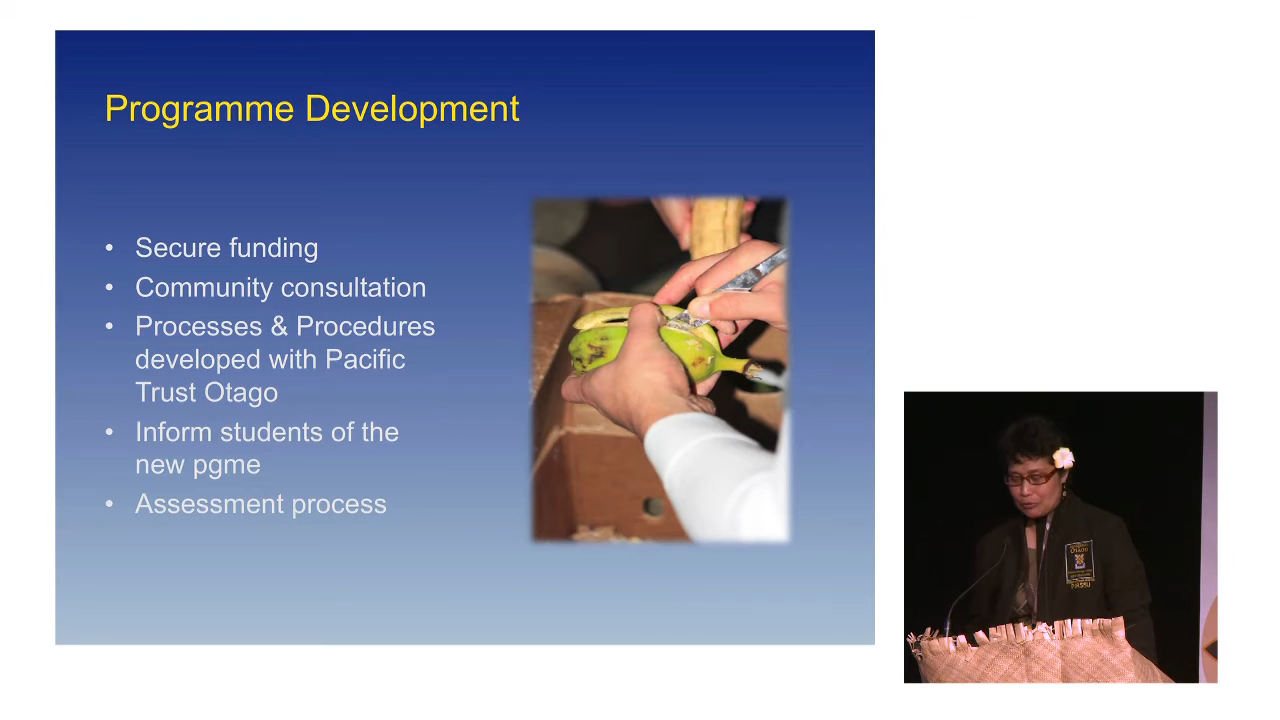 Programme Development
• Secure funding
• Community consultation
• Processes & Procedures
developed with Pacific
Trust Otago
• Inform students of the
new pgme
• Assessment process
OTAGO